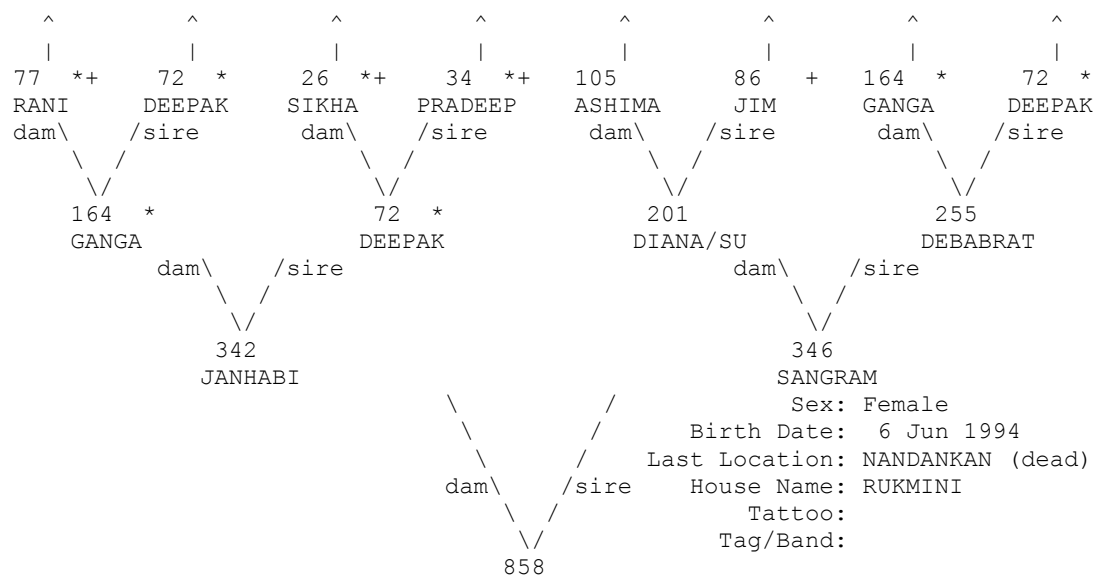 ^ ^ ^ ^ ^ ^ ^ ^
| | | | | | | |
77 *+ 72 * 26 *+ 34 *+ 105 86 + 164 * 72 *
RANI DEEPAK SIKHA PRADEEP ASHIMA JIM GANGA DEEPAK
dam\ /sire dam\ /sire dam\ /sire dam\ /sire
\ / \ / \ / \ /
\/ \/ \/ \/
164 * 72 * 201 255
GANGA DEEPAK DIANA/SU DEBABRAT
dam\ /sire dam\ /sire
\ / \ /
\/ \/
342 346
JANHABI SANGRAM
\ / Sex: Female
\ / Birth Date: 6 Jun 1994
\ / Last Location: NANDANKAN (dead)
dam\ /sire House Name: RUKMINI
\ / Tattoo:
\/ Tag/Band:
858